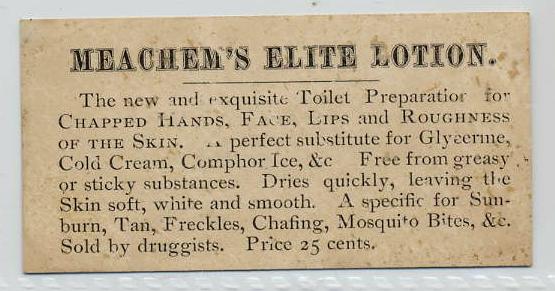 MEACHEM'S ELITE LOTION.
The new and exquisite Toilet Preparation for
CHAPPED HANDS, FACE, LIPS and ROUGHNESS
OF THE SKIN. A perfect substitute for Glycerine,
Cold Cream, Comphor Ice, &c Free from greasy
or sticky substances. Dries quickly, leaving the
Skin soft, white and smooth. A specific for Sun-
burn, Tan, Freckles, Chafing, Mosquito Bites, &c.
Sold by druggists. Price 25 cents.